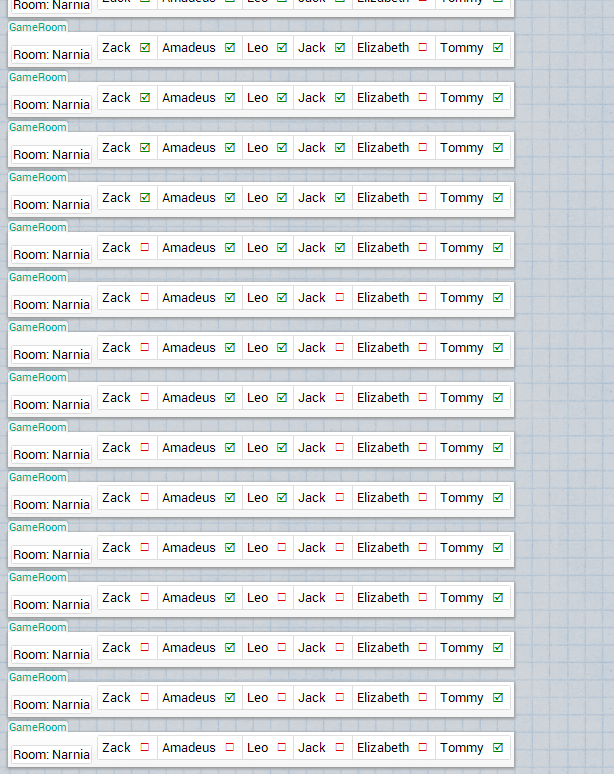 Room: Narnia Zack ☑ Amadeus ☑ Leo ☑ Jack ☑ Elizabeth ☐ Tommy ☑
GameRoom
Room: Narnia Zack ☑ Amadeus ☑ Leo ☑ Jack ☑ Elizabeth ☐ Tommy ☑
GameRoom
Room: Narnia Zack ☑ Amadeus ☑ Leo ☑ Jack ☑ Elizabeth ☐ Tommy ☑
GameRoom
Room: Narnia Zack ☑ Amadeus ☑ Leo ☑ Jack ☑ Elizabeth ☐ Tommy ☑
GameRoom
Room: Narnia Zack ☑ Amadeus ☑ Leo ☑ Jack ☑ Elizabeth ☐ Tommy ☑
GameRoom
Room: Narnia Zack ☐ Amadeus ☑ Leo ☑ Jack ☑ Elizabeth ☐ Tommy ☑
GameRoom
Room: Narnia Zack ☐ Amadeus ☑ Leo ☑ Jack ☐ Elizabeth ☐ Tommy ☑
GameRoom
Room: Narnia Zack ☐ Amadeus ☑ Leo ☑ Jack ☐ Elizabeth ☐ Tommy ☑
GameRoom
Room: Narnia Zack ☐ Amadeus ☑ Leo ☑ Jack ☐ Elizabeth ☐ Tommy ☑
GameRoom
Room: Narnia Zack ☐ Amadeus ☑ Leo ☑ Jack ☐ Elizabeth ☐ Tommy ☑
GameRoom
Room: Narnia Zack ☐ Amadeus ☑ Leo ☑ Jack ☐ Elizabeth ☐ Tommy ☑
GameRoom
Room: Narnia Zack ☐ Amadeus ☑ Leo ☐ Jack ☐ Elizabeth ☐ Tommy ☑
GameRoom
Room: Narnia Zack ☐ Amadeus ☑ Leo ☐ Jack ☐ Elizabeth ☐ Tommy ☑
GameRoom
Room: Narnia Zack ☐ Amadeus ☑ Leo ☐ Jack ☐ Elizabeth ☐ Tommy ☑
GameRoom
Room: Narnia Zack ☐ Amadeus ☑ Leo ☐ Jack ☐ Elizabeth ☐ Tommy ☑
GameRoom
Room: Narnia Zack ☐ Amadeus ☐ Leo ☐ Jack ☐ Elizabeth ☐ Tommy ☑